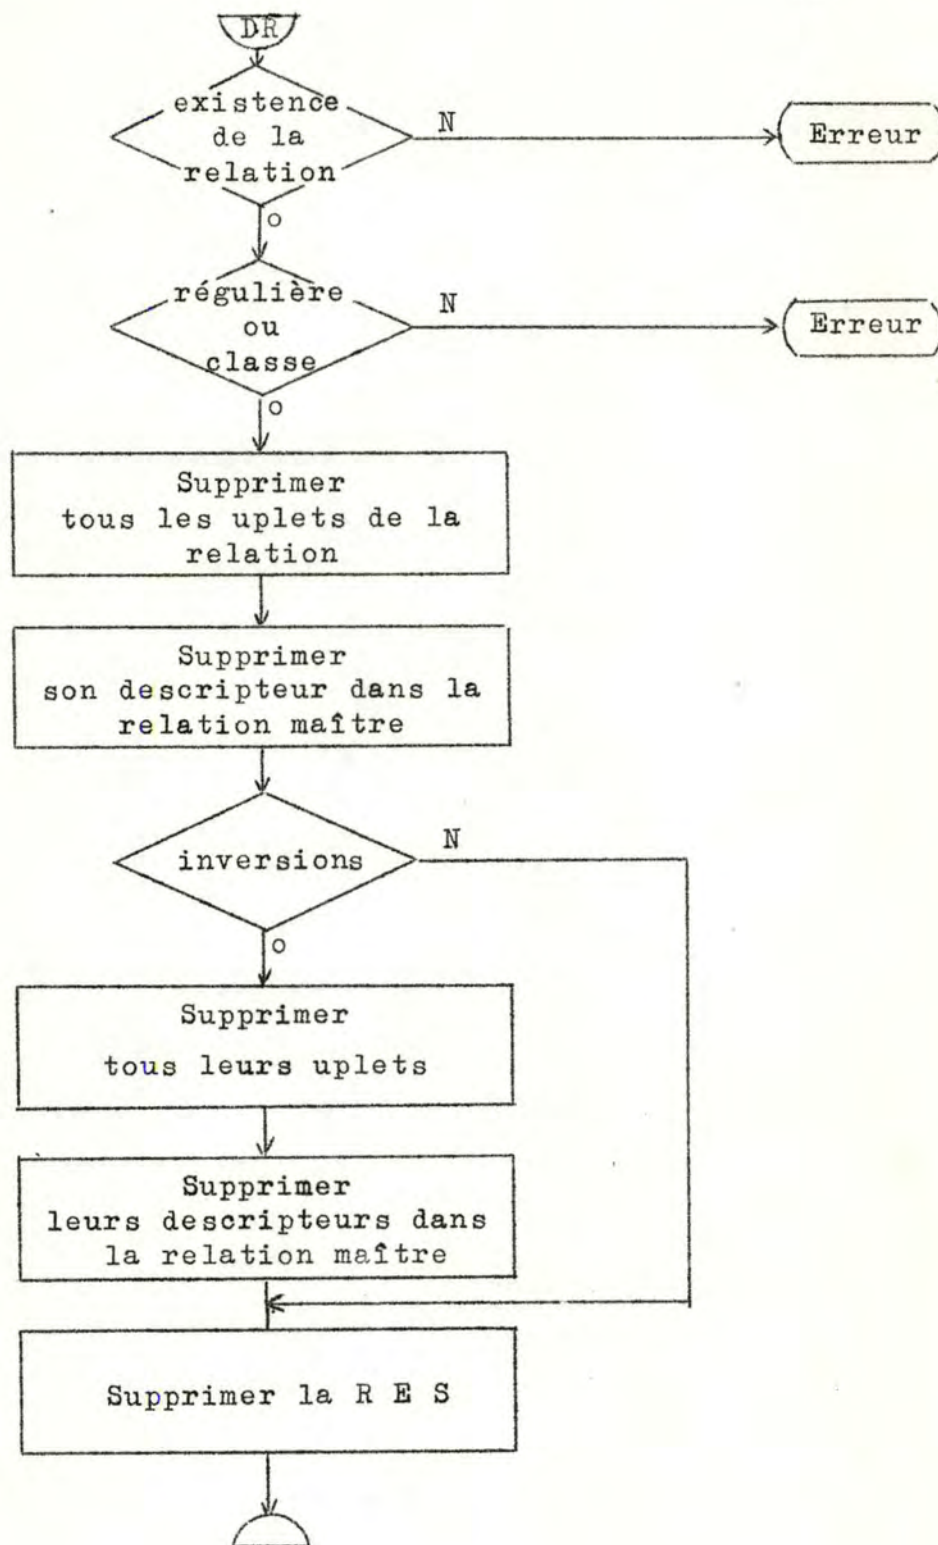 DR
existence
de la
relation
N
Erreur
o
régulière
ou
classe
N
Erreur
o
Supprimer
tous les uplets de la
relation
Supprimer
son descripteur dans la
relation maître
inversions
N
o
Supprimer
tous leurs uplets
Supprimer
leurs descripteurs dans
la relation maître
Supprimer la R E S